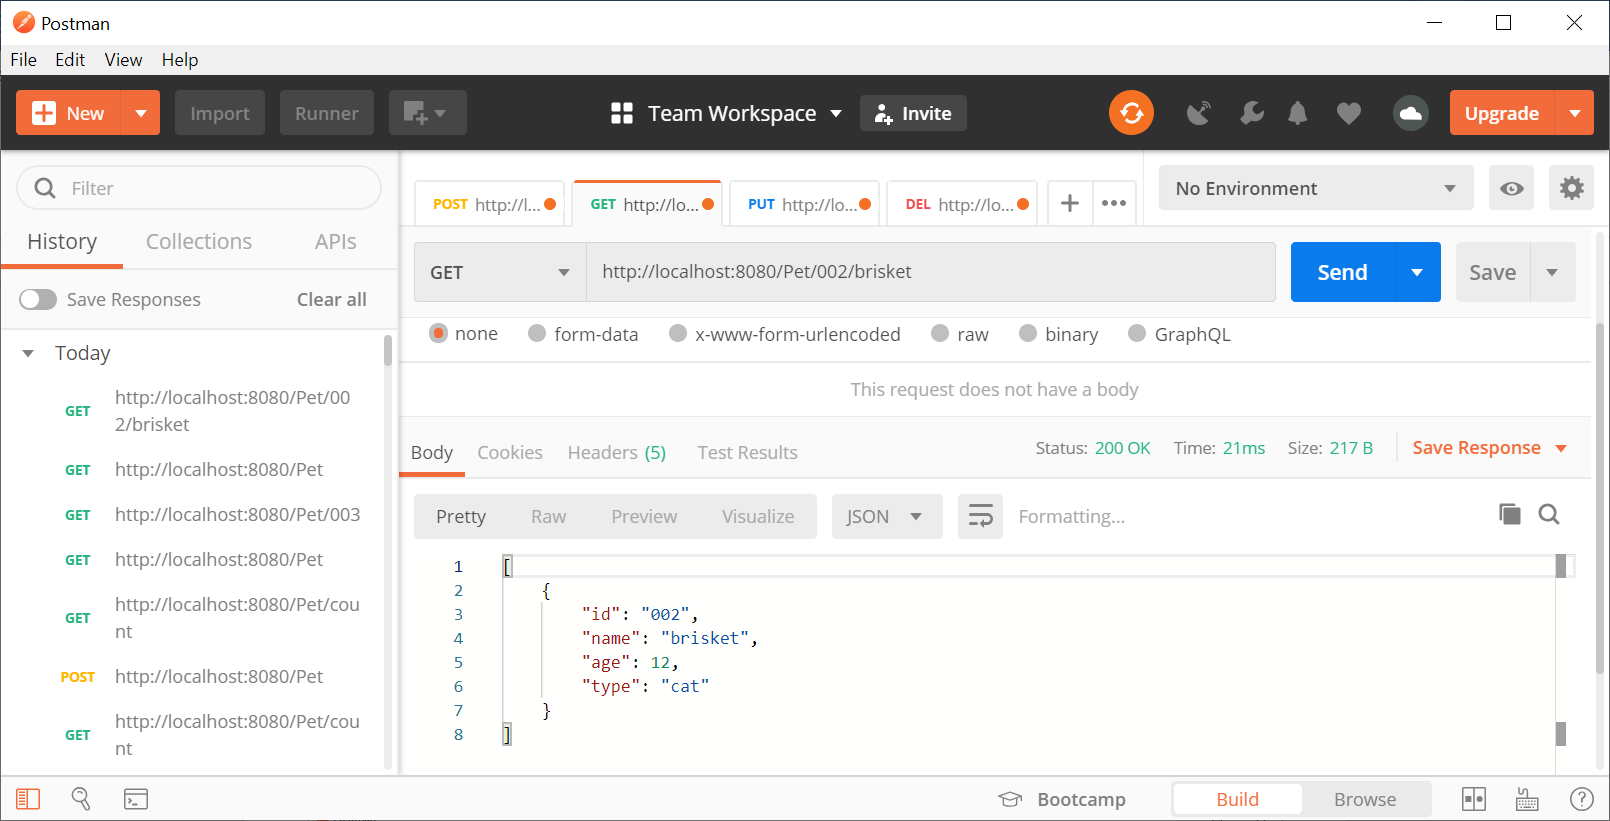 Postman
File Edit View Help
New Import Runner Team Workspace Invite Upgrade
Filter
History Collections APIs
Save Responses Clear all
Today
GET http://localhost:8080/Pet/00
2/brisket
GET http://localhost:8080/Pet
GET http://localhost:8080/Pet/003
GET http://localhost:8080/Pet
GET http://localhost:8080/Pet/cou
nt
POST http://localhost:8080/Pet
GET http://localhost:8080/Pet/cou
nt
POST http://l... GET http://lo... PUT http://lo... DEL http://lo... + ••• No Environment
GET http://localhost:8080/Pet/002/brisket Send Save
none form-data x-www-form-urlencoded raw binary GraphQL
This request does not have a body
Body Cookies Headers (5) Test Results Status: 200 OK Time: 21ms Size: 217 B Save Response
Pretty Raw Preview Visualize JSON Formatting...
1 [
2 {
3 "id": "002",
4 "name": "brisket",
5 "age": 12,
6 "type": "cat"
7 }
8 ]
Bootcamp Build Browse ?